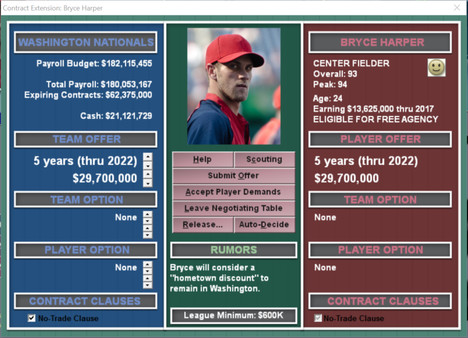 Contract Extension: Bryce Harper
WASHINGTON NATIONALS
Payroll Budget: $182,115,455
Total Payroll: $180,053,167
Expiring Contracts: $62,375,000
Cash: $21,121,729
TEAM OFFER
5 years (thru 2022)
$29,700,000
TEAM OPTION
None
PLAYER OPTION
None
CONTRACT CLAUSES
No-Trade Clause
Help
Scouting
Submit Offer
Accept Player Demands
Leave Negotiating Table
Release...
Auto-Decide
RUMORS
Bryce will consider a
"hometown discount" to
remain in Washington.
League Minimum: $600K
BRYCE HARPER
CENTER FIELDER
Overall: 93
Peak: 94
Age: 24
Earning $13,625,000 thru 2017
ELIGIBLE FOR FREE AGENCY
PLAYER OFFER
5 years (thru 2022)
$29,700,000
TEAM OPTION
None
PLAYER OPTION
None
CONTRACT CLAUSES
No-Trade Clause